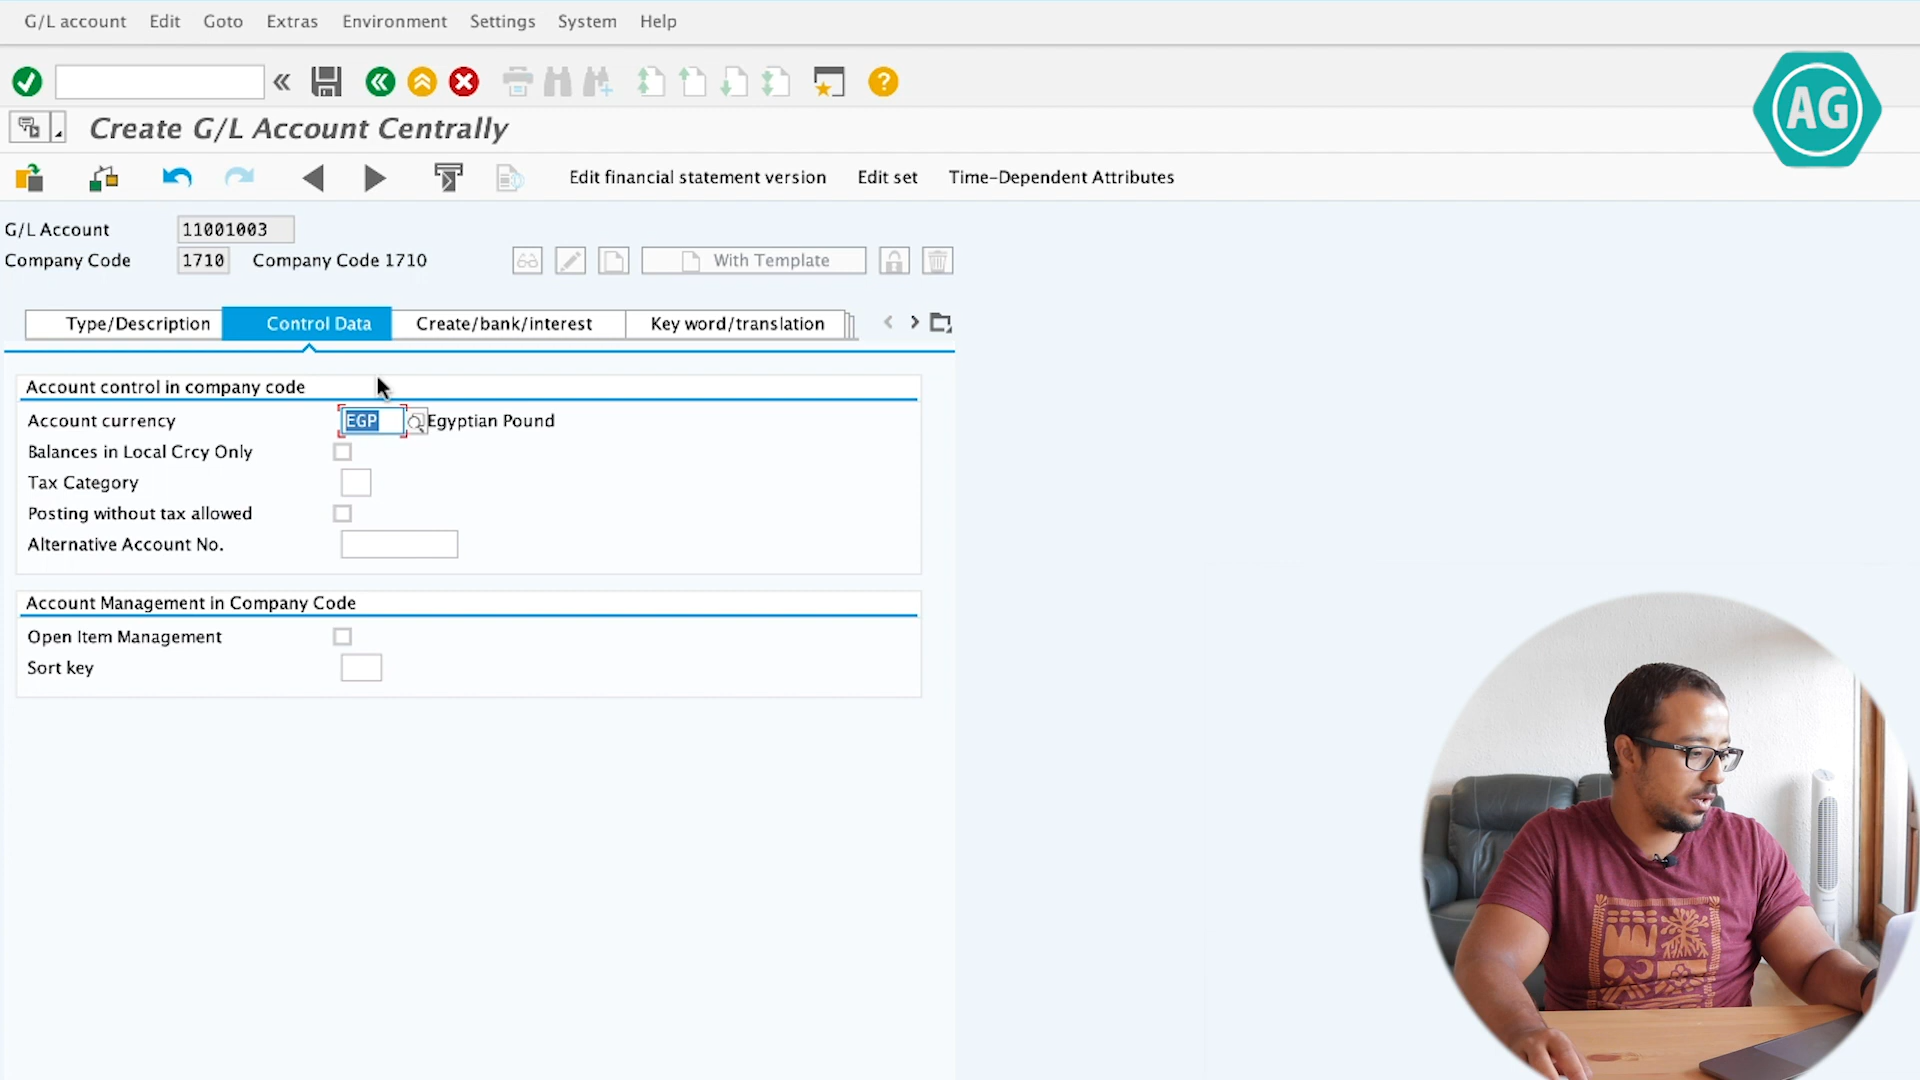 G/L account Edit Goto Extras Environment Settings System Help
Create G/L Account Centrally
AG
Edit financial statement version Edit set Time-Dependent Attributes
G/L Account 11001003
Company Code 1710 Company Code 1710 With Template
Type/Description Control Data Create/bank/interest Key word/translation
Account control in company code
Account currency EGP Egyptian Pound
Balances in Local Crcy Only
Tax Category
Posting without tax allowed
Alternative Account No.
Account Management in Company Code
Open Item Management
Sort key